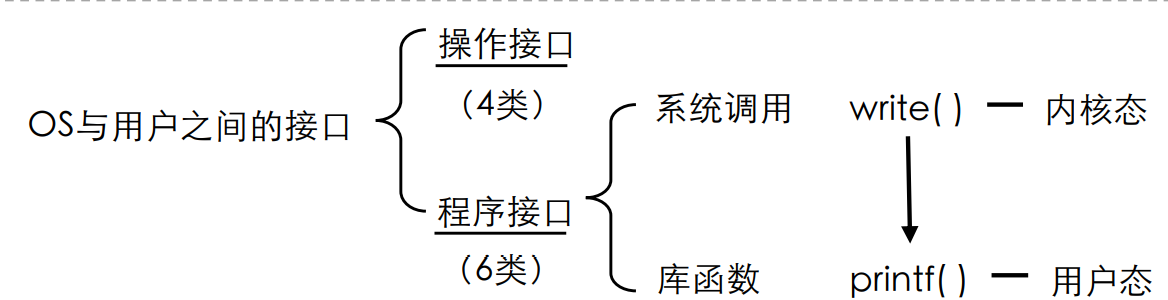 操作接口
(4类)
系统调用 write( ) — 内核态
OS与用户之间的接口
程序接口
(6类)
库函数 printf( ) — 用户态